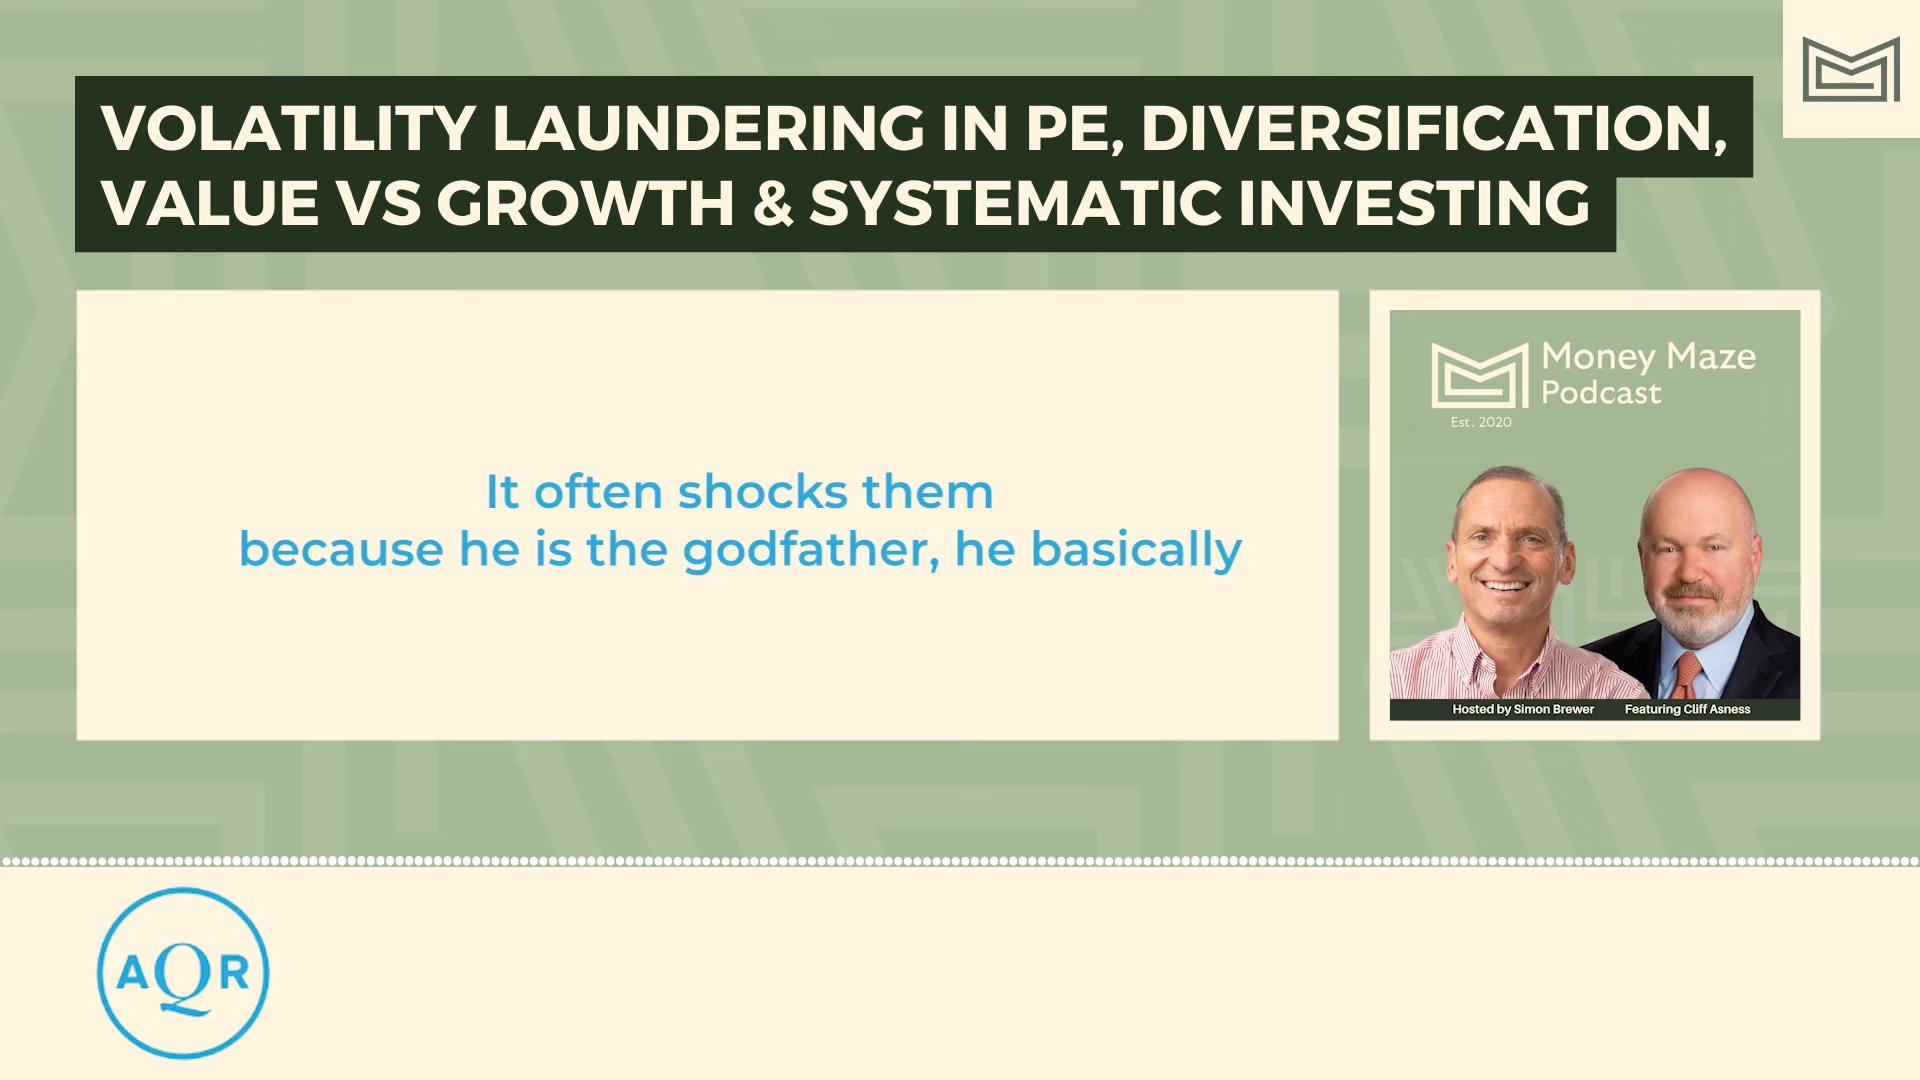 VOLATILITY LAUNDERING IN PE, DIVERSIFICATION,
VALUE VS GROWTH & SYSTEMATIC INVESTING
It often shocks them
because he is the godfather, he basically
Money Maze
Podcast
Est. 2020
Hosted by Simon Brewer
Featuring Cliff Asness
AQR